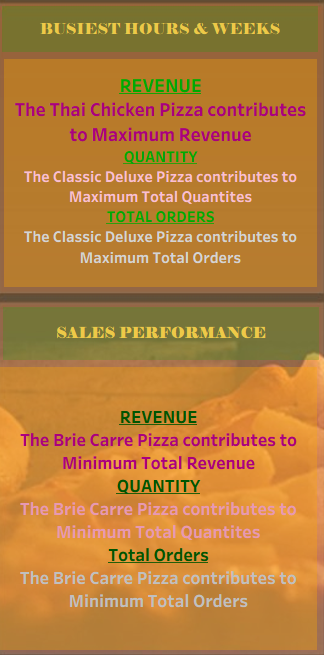 BUSIEST HOURS & WEEKS
REVENUE
The Thai Chicken Pizza contributes
to Maximum Revenue
QUANTITY
The Classic Deluxe Pizza contributes to
Maximum Total Quantites
TOTAL ORDERS
The Classic Deluxe Pizza contributes to
Maximum Total Orders
SALES PERFORMANCE
REVENUE
The Brie Carre Pizza contributes to
Minimum Total Revenue
QUANTITY
The Brie Carre Pizza contributes to
Minimum Total Quantites
Total Orders
The Brie Carre Pizza contributes to
Minimum Total Orders